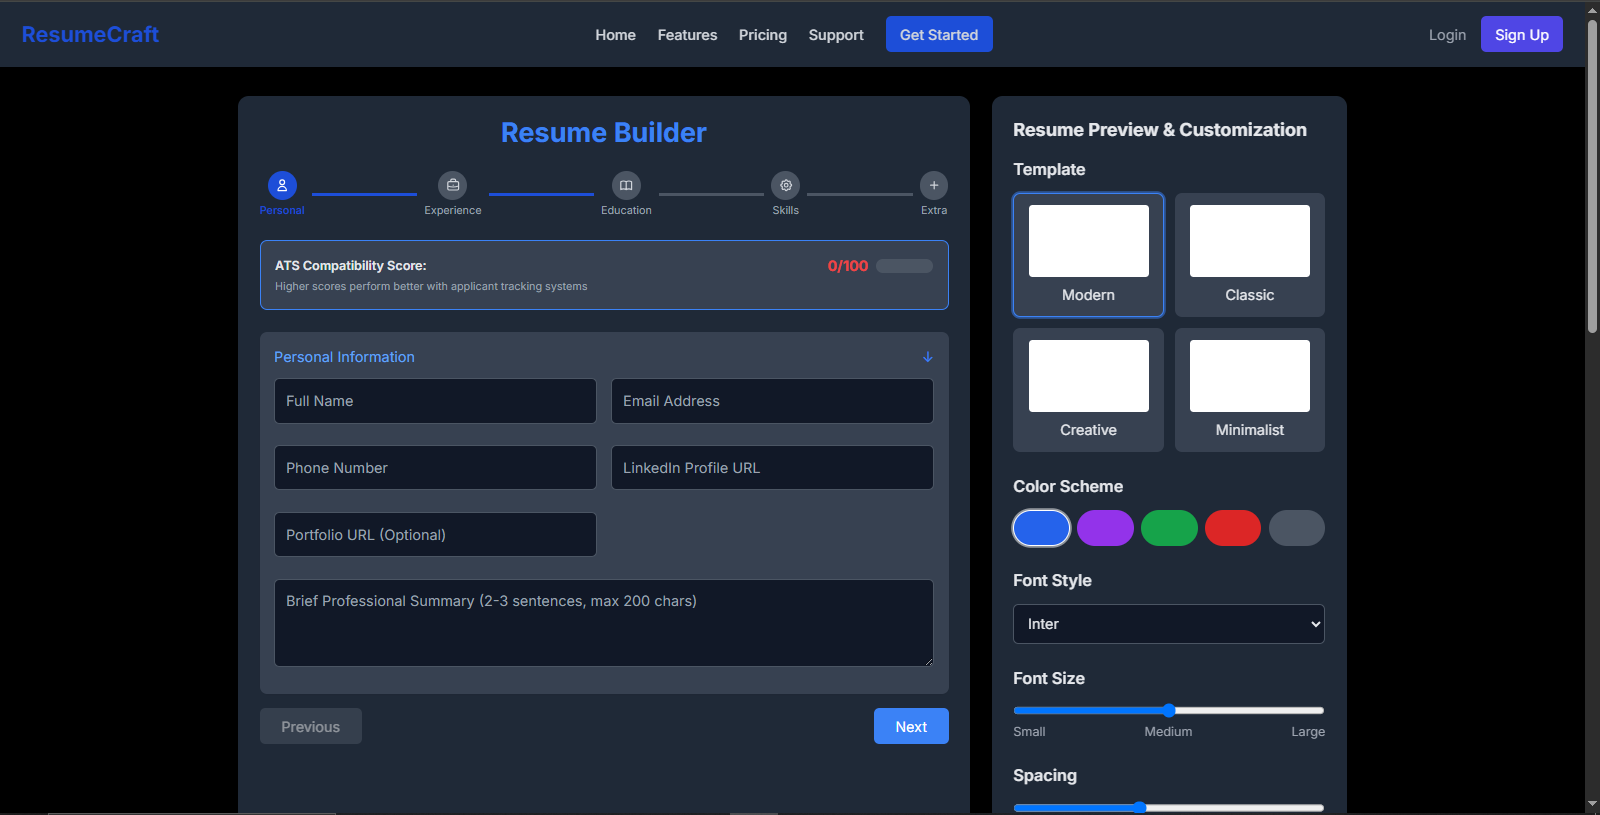 ResumeCraft
Home Features Pricing Support Get Started
Login Sign Up
Resume Builder
Personal Experience Education Skills Extra
ATS Compatibility Score: 0/100
Higher scores perform better with applicant tracking systems
Personal Information
Full Name Email Address
Phone Number LinkedIn Profile URL
Portfolio URL (Optional)
Brief Professional Summary (2-3 sentences, max 200 chars)
Previous Next
Resume Preview & Customization
Template
Modern Classic
Creative Minimalist
Color Scheme
Font Style
Inter
Font Size
Small Medium Large
Spacing